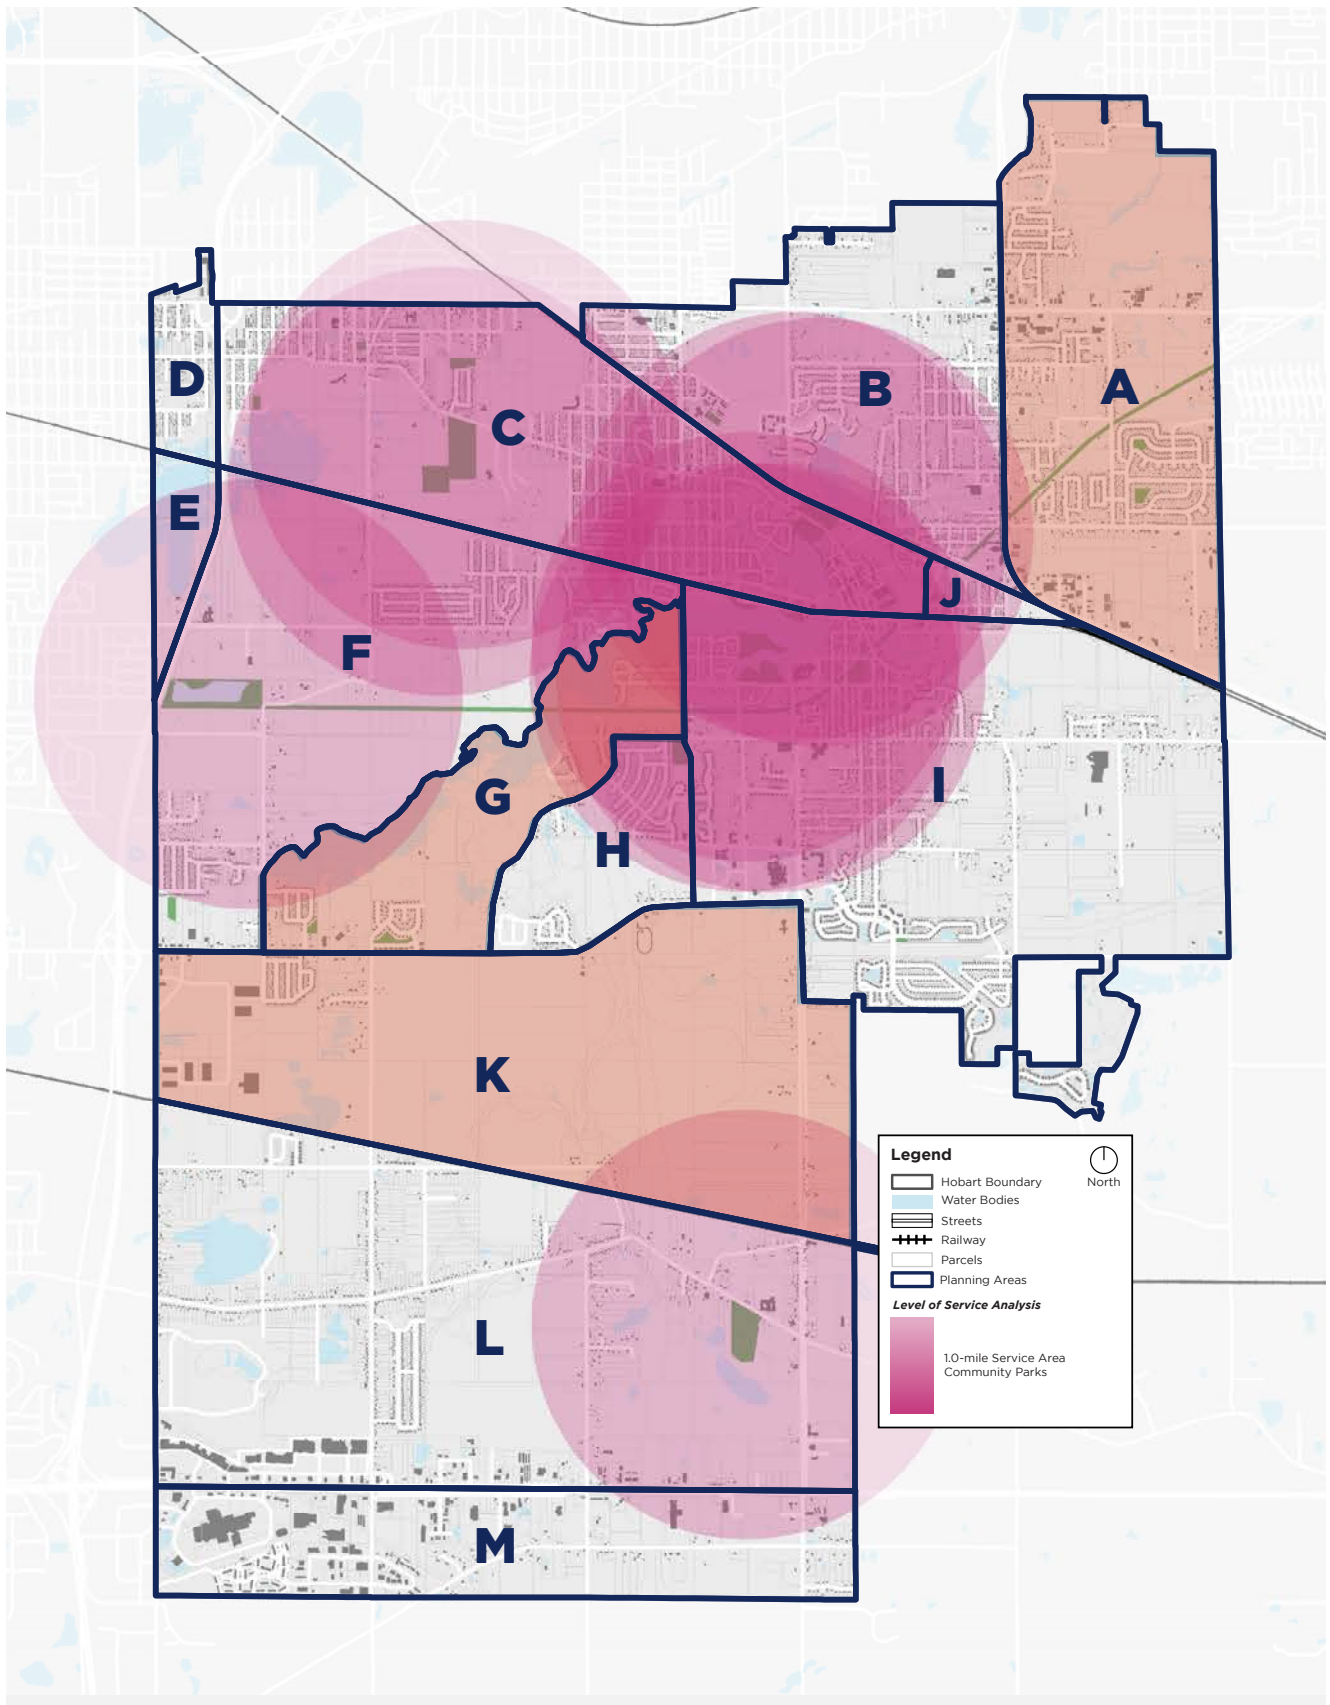 A
B
D
C
E
J
F
I
G
H
K
L
M
Legend
North
Hobart Boundary
Water Bodies
Streets
Railway
Parcels
Planning Areas
Level of Service Analysis
1.0-mile Service Area
Community Parks